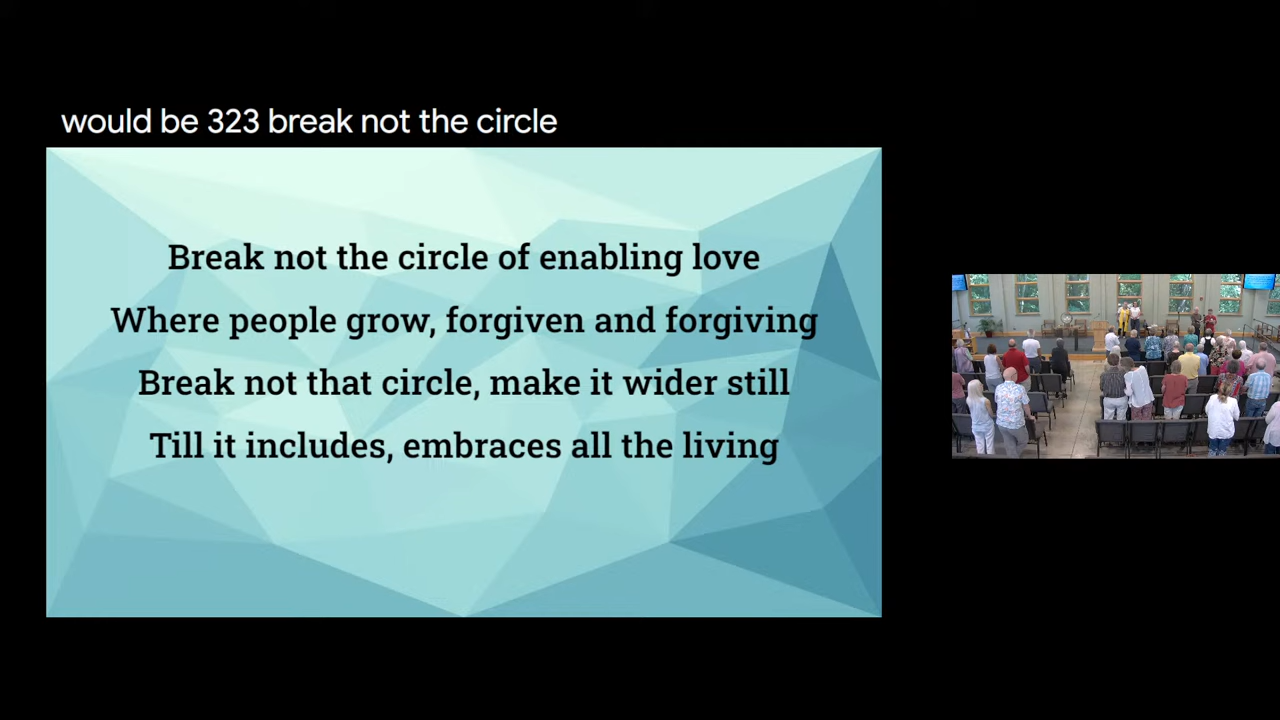 would be 323 break not the circle
Break not the circle of enabling love
Where people grow, forgiven and forgiving
Break not that circle, make it wider still
Till it includes, embraces all the living